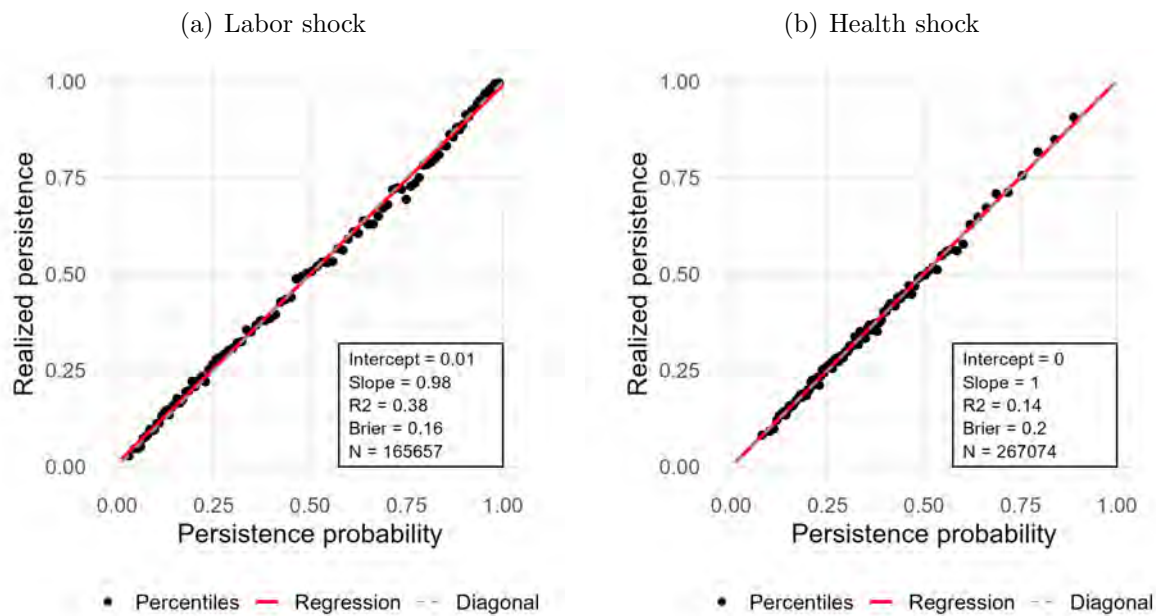 (a) Labor shock
Realized persistence
1.00
0.75
0.50
0.25
0.00
Intercept = 0.01
Slope = 0.98
R2 = 0.38
Brier = 0.16
N = 165657
0.00 0.25 0.50 0.75 1.00
Persistence probability
Percentiles Regression Diagonal
(b) Health shock
Realized persistence
1.00
0.75
0.50
0.25
0.00
Intercept = 0
Slope = 1
R2 = 0.14
Brier = 0.2
N = 267074
0.00 0.25 0.50 0.75 1.00
Persistence probability
Percentiles Regression Diagonal